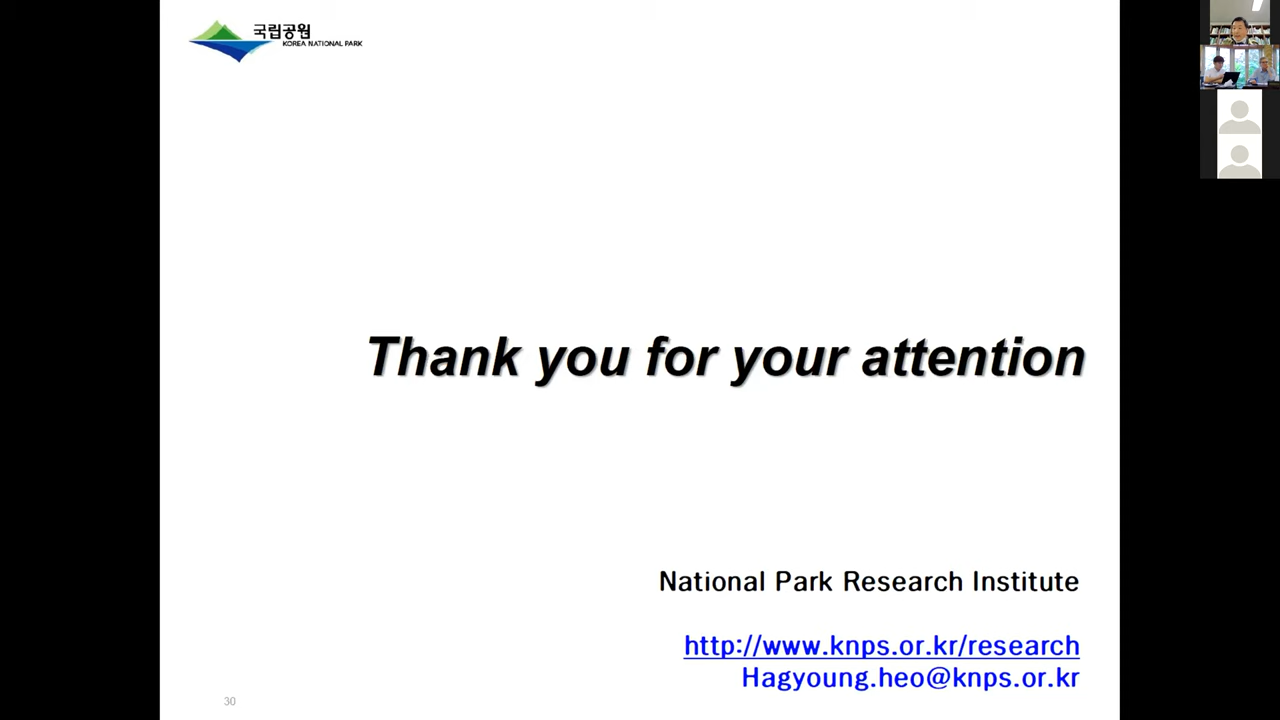 국립공원
KOREA NATIONAL PARK
Thank you for your attention
National Park Research Institute
http://www.knps.or.kr/research
Hagyoung.heo@knps.or.kr
30